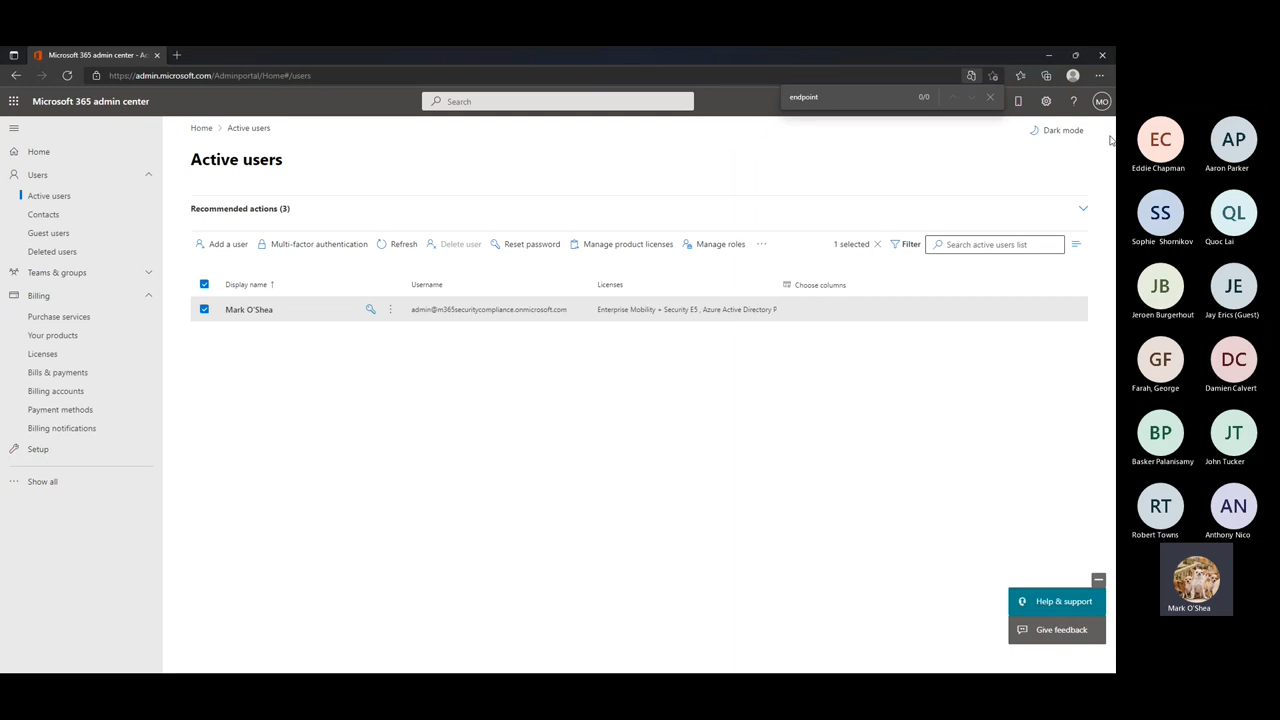 Microsoft 365 admin center - Ac
https://admin.microsoft.com/Adminportal/Home#/users
endpoint
0/0
Microsoft 365 admin center
Search
MO
Home > Active users
Dark mode
Active users
Recommended actions (3)
Add a user
Multi-factor authentication
Refresh
Delete user
Reset password
Manage product licenses
Manage roles
1 selected
Filter
Search active users list
Display name ↑
Username
Licenses
Choose columns
Mark O'Shea
admin@m365securitycompliance.onmicrosoft.com
Enterprise Mobility + Security E5 , Azure Active Directory P
Home
Users
Active users
Contacts
Guest users
Deleted users
Teams & groups
Billing
Purchase services
Your products
Licenses
Bills & payments
Billing accounts
Payment methods
Billing notifications
Setup
Show all
Help & support
Give feedback
EC
AP
Eddie Chapman
Aaron Parker
SS
QL
Sophie Shornikov
Quoc Lai
JB
JE
Jeroen Burgerhout
Jay Erics (Guest)
GF
DC
Farah, George
Damien Calvert
BP
JT
Basker Palanisamy
John Tucker
RT
AN
Robert Towns
Anthony Nico
Mark O'Shea